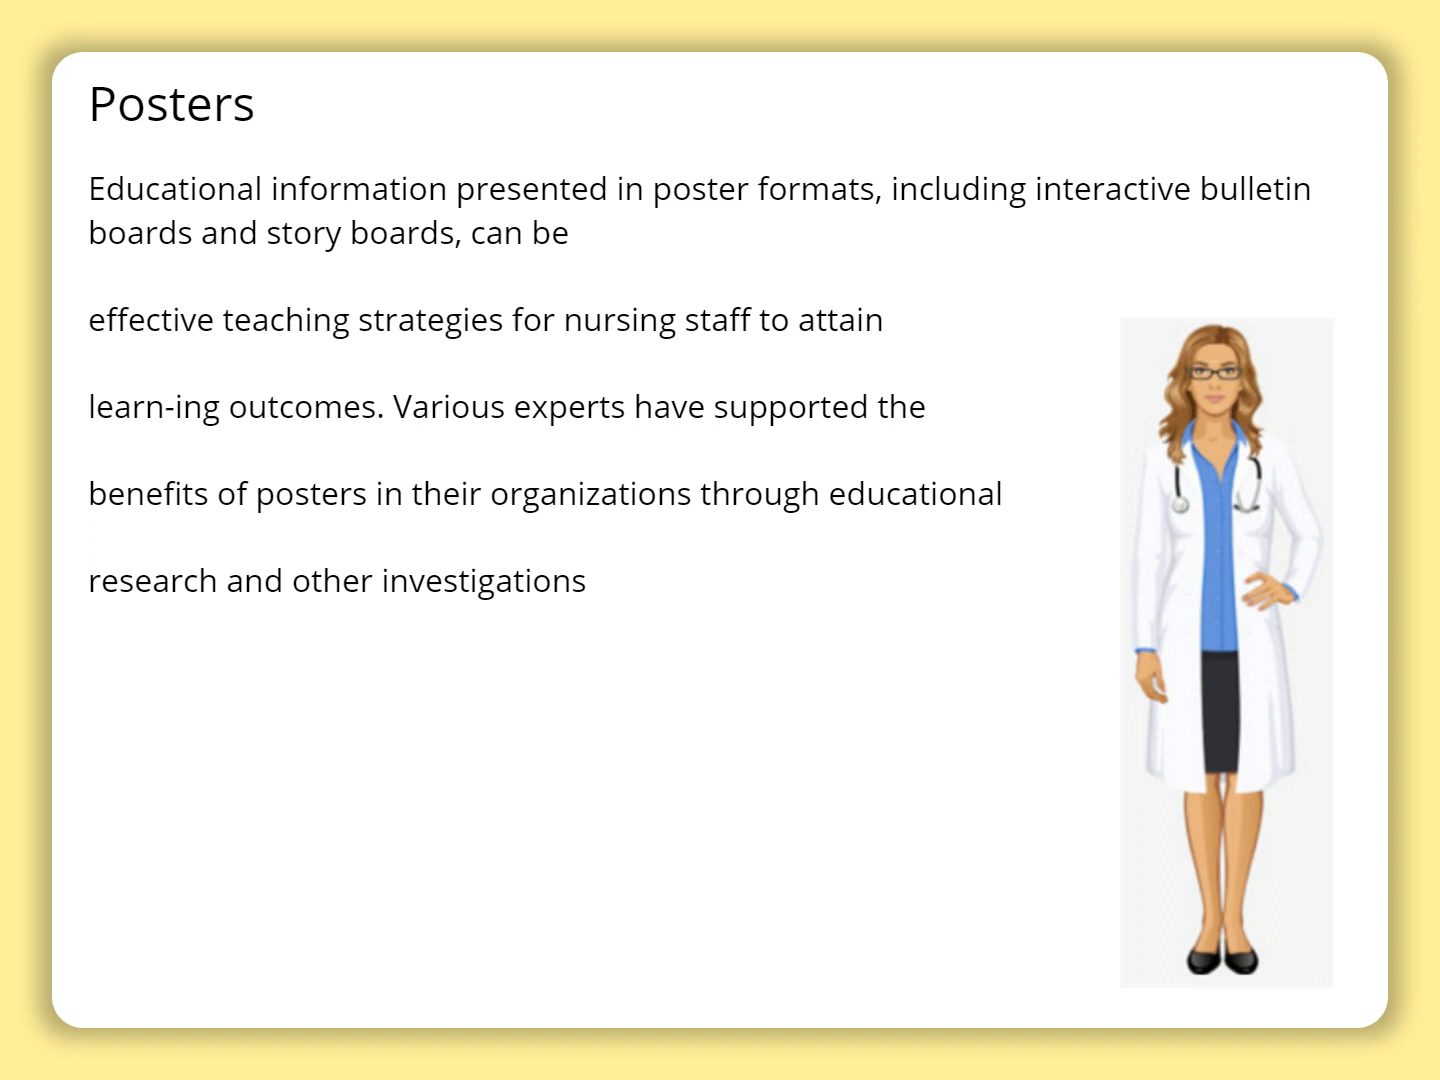 Posters
Educational information presented in poster formats, including interactive bulletin
boards and story boards, can be
effective teaching strategies for nursing staff to attain
learn-ing outcomes. Various experts have supported the
benefits of posters in their organizations through educational
research and other investigations